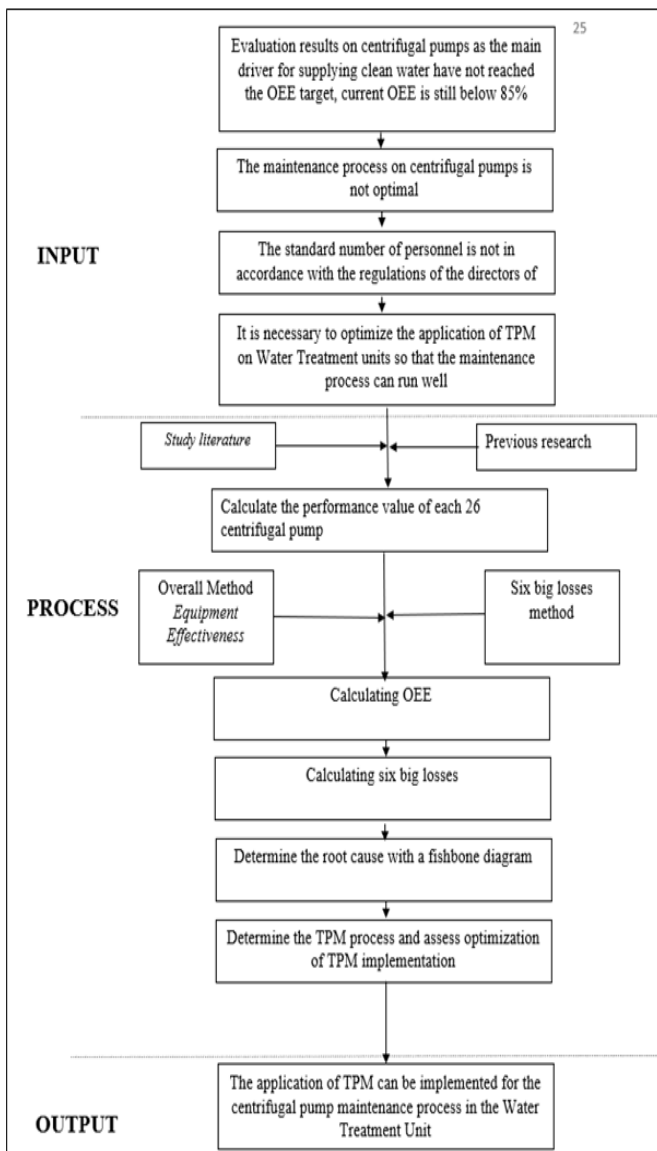 25
Evaluation results on centrifugal pumps as the main
driver for supplying clean water have not reached
the OEE target, current OEE is still below 85%
The maintenance process on centrifugal pumps is
not optimal
INPUT
The standard number of personnel is not in
accordance with the regulations of the directors of
It is necessary to optimize the application of TPM
on Water Treatment units so that the maintenance
process can run well
Study literature
Previous research
Calculate the performance value of each 26
centrifugal pump
PROCESS
Overall Method
Equipment
Effectiveness
Six big losses
method
Calculating OEE
Calculating six big losses
Determine the root cause with a fishbone diagram
Determine the TPM process and assess optimization
of TPM implementation
OUTPUT
The application of TPM can be implemented for the
centrifugal pump maintenance process in the Water
Treatment Unit